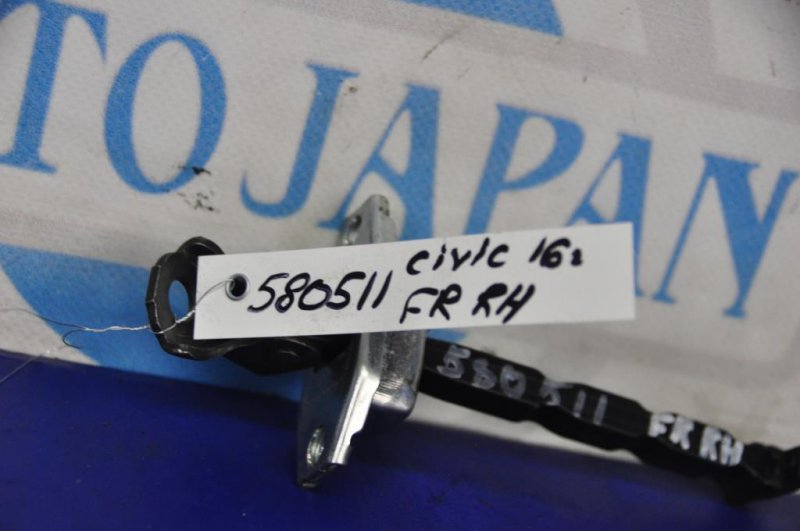 TO JAPAN
580511 civic 16г
FR RH
580511
FR RH